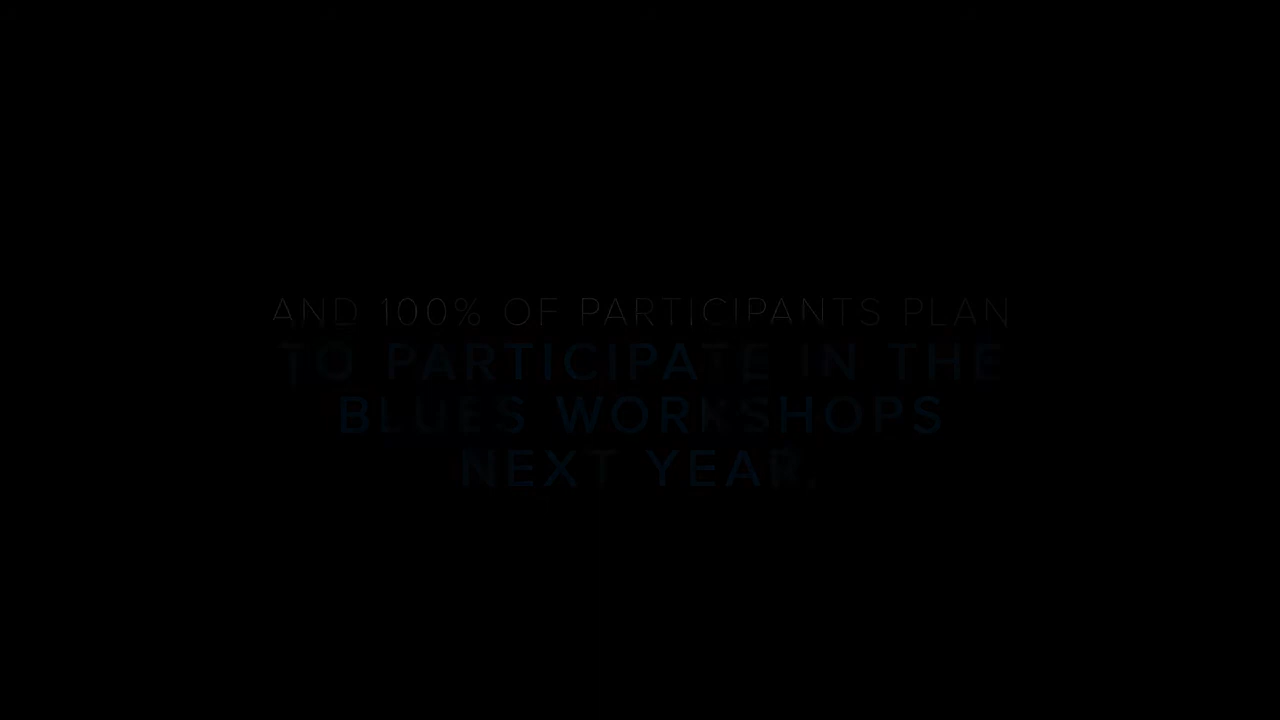 AND 100% OF PARTICIPANTS PLAN
TO PARTICIPATE IN THE
BLUES WORKSHOPS
NEXT YEAR.